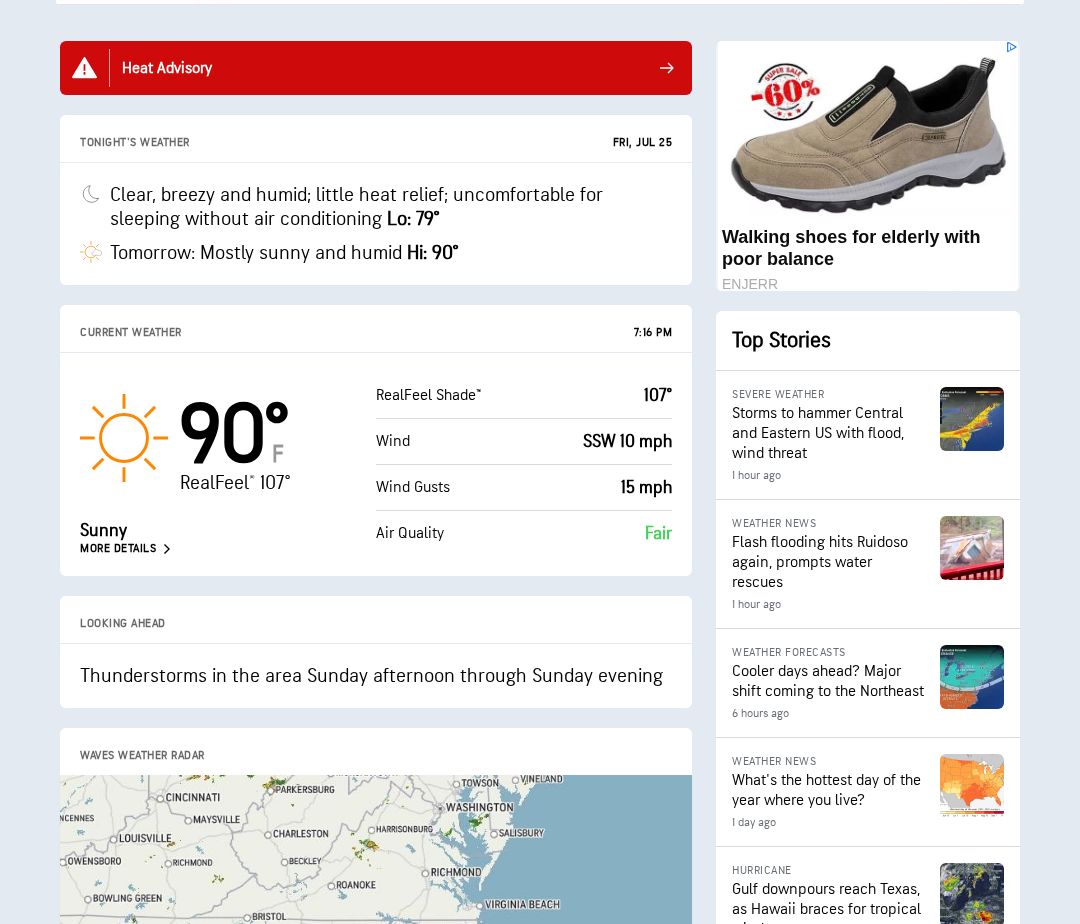 Heat Advisory
TONIGHT'S WEATHER
FRI, JUL 25
Clear, breezy and humid; little heat relief; uncomfortable for
sleeping without air conditioning Lo: 79°
Tomorrow: Mostly sunny and humid Hi: 90°
CURRENT WEATHER
7:16 PM
90°
F
RealFeel® 107°
Sunny
MORE DETAILS
RealFeel Shade™
107°
Wind
SSW 10 mph
Wind Gusts
15 mph
Air Quality
Fair
LOOKING AHEAD
Thunderstorms in the area Sunday afternoon through Sunday evening
WAVES WEATHER RADAR
TOWSON
VINELAND
PARKERSBURG
CINCINNATI
WASHINGTON
NCENNES
MAYSVILLE
HARRISONBURG
SALISBURY
LOUISVILLE
CHARLESTON
OWENSBORO
RICHMOND
BECKLEY
RICHMOND
ROANOKE
BOWLING GREEN
VIRGINIA BEACH
BRISTOL
SUPER SALE
-60%
Walking shoes for elderly with
poor balance
ENJERR
Top Stories
SEVERE WEATHER
Storms to hammer Central
and Eastern US with flood,
wind threat
1 hour ago
WEATHER NEWS
Flash flooding hits Ruidoso
again, prompts water
rescues
1 hour ago
WEATHER FORECASTS
Cooler days ahead? Major
shift coming to the Northeast
6 hours ago
WEATHER NEWS
What's the hottest day of the
year where you live?
1 day ago
HURRICANE
Gulf downpours reach Texas,
as Hawaii braces for tropical